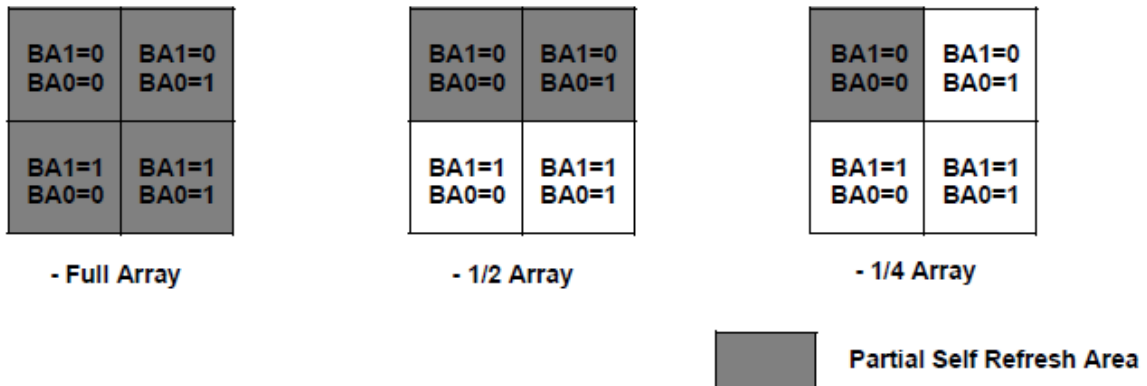 BA1=0 BA1=0 BA1=0 BA1=0 BA1=0 BA1=0
BA0=0 BA0=1 BA0=0 BA0=1 BA0=0 BA0=1
BA1=1 BA1=1 BA1=1 BA1=1 BA1=1 BA1=1
BA0=0 BA0=1 BA0=0 BA0=1 BA0=0 BA0=1
- Full Array - 1/2 Array - 1/4 Array
Partial Self Refresh Area